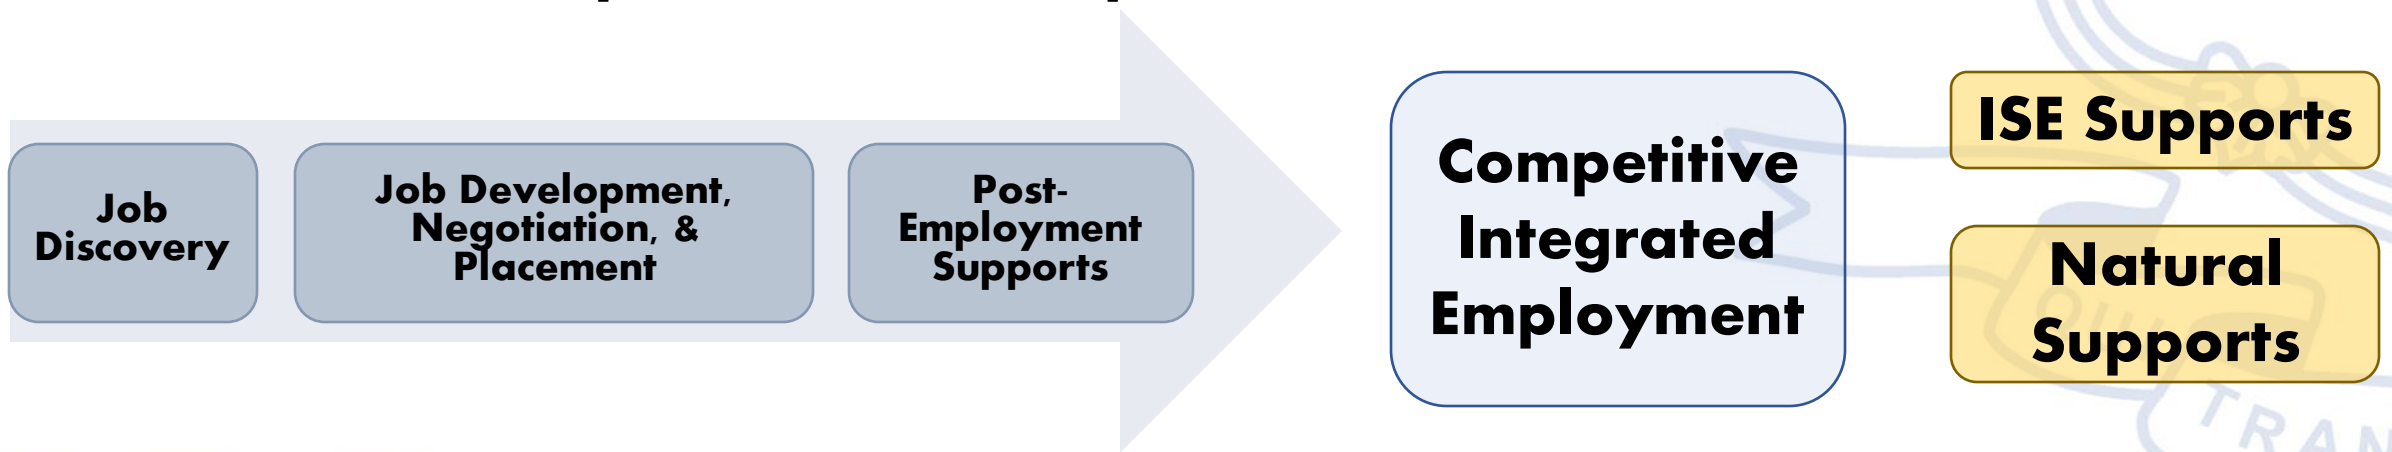 Job
Discovery
Job Development,
Negotiation, &
Placement
Post-
Employment
Supports
Competitive
Integrated
Employment
ISE Supports
Natural
Supports